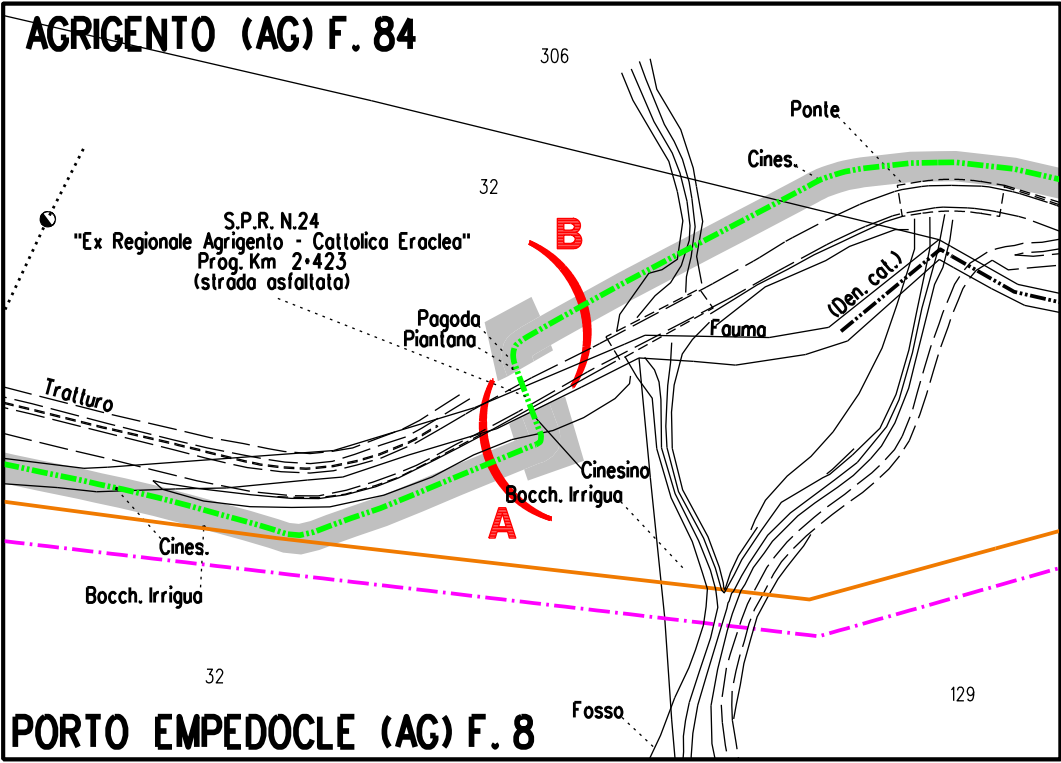 AGRIGENTO (AG) F. 84
306
Ponte
Cines.
32
S.P.R. N.24
"Ex Regionale Agrigento - Cattolica Eraclea"
Prog. Km 2+423
(strada asfaltata)
B
(Den. cat.)
Pagoda
Piantana
Fauma
Trattura
Cinesino
Bocch. Irrigua
A
Cines.
Bocch. Irrigua
32
129
Fosso
PORTO EMPEDOCLE (AG) F. 8